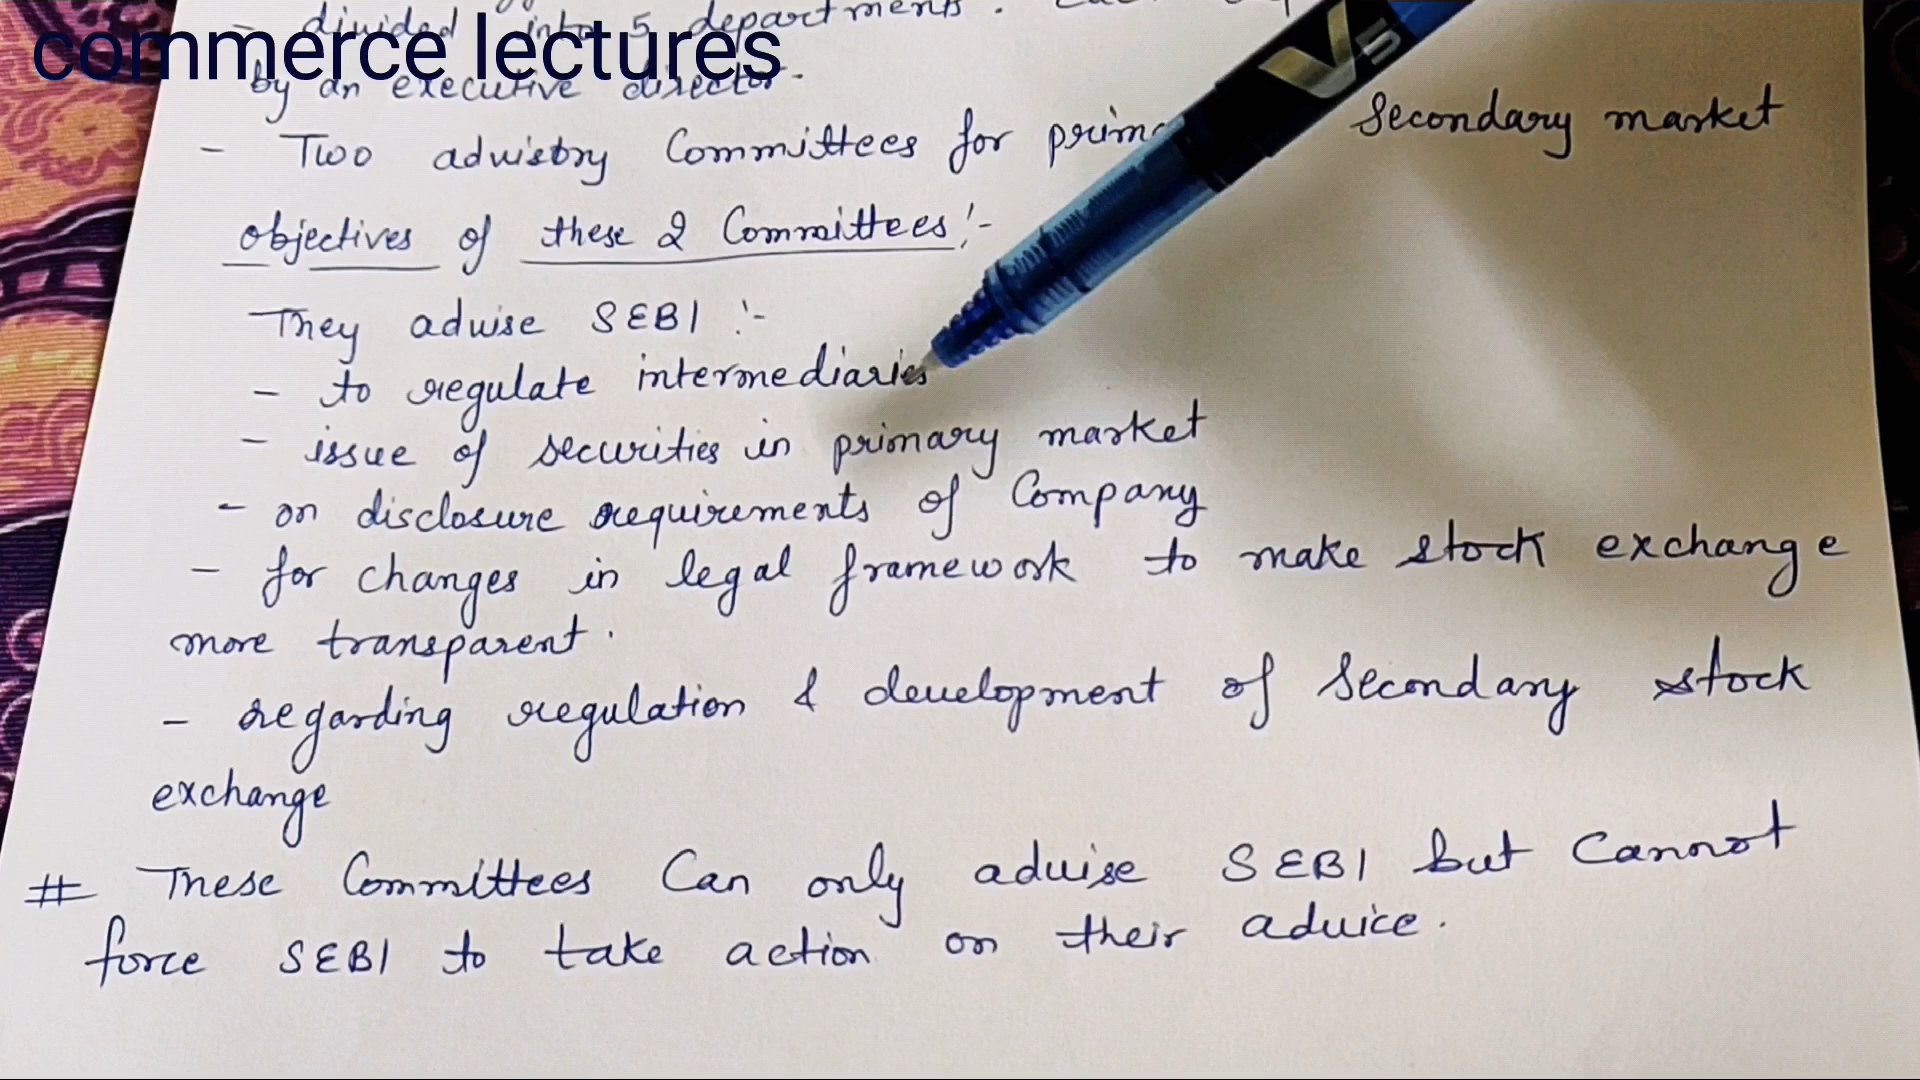 commerce lectures
- divided into 5 departments.
by an executive director.
- Two advistry Committees for prima Secondary market
objectives of these 2 Committees :-
They advise SEBI :-
- to regulate intermediaries
- issue of securities in primary market
- on disclosure requirements of Company
- for changes in legal framework to make stock exchange
more transparent.
- regarding regulation & development of Secondary stock
exchange
# These Committees Can only advise SEBI but Cannot
force SEBI to take action on their advice.
V5